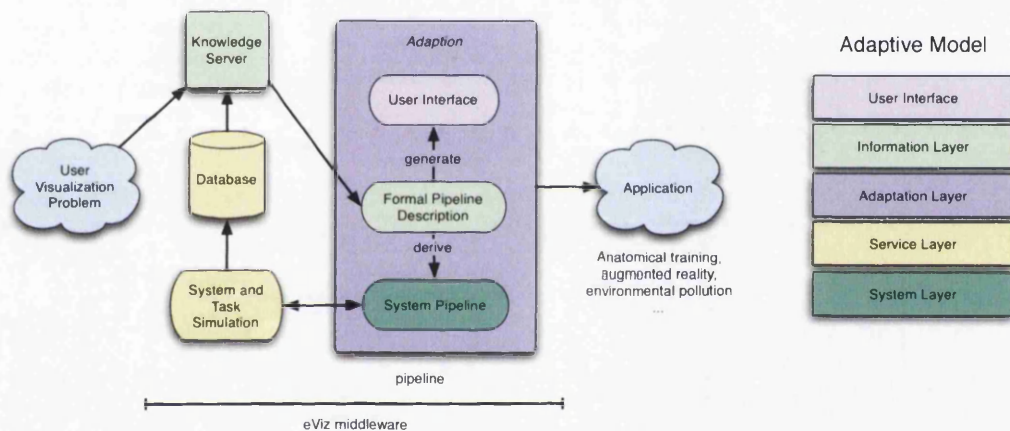 Knowledge
Server
Adaption
Adaptive Model
User Interface
User Interface
Information Layer
generate
User
Visualization
Problem
Database
Application
Formal Pipeline
Description
Adaptation Layer
derive
Anatomical training,
augmented reality,
environmental pollution
...
Service Layer
System and
Task
Simulation
System Pipeline
System Layer
pipeline
eViz middleware